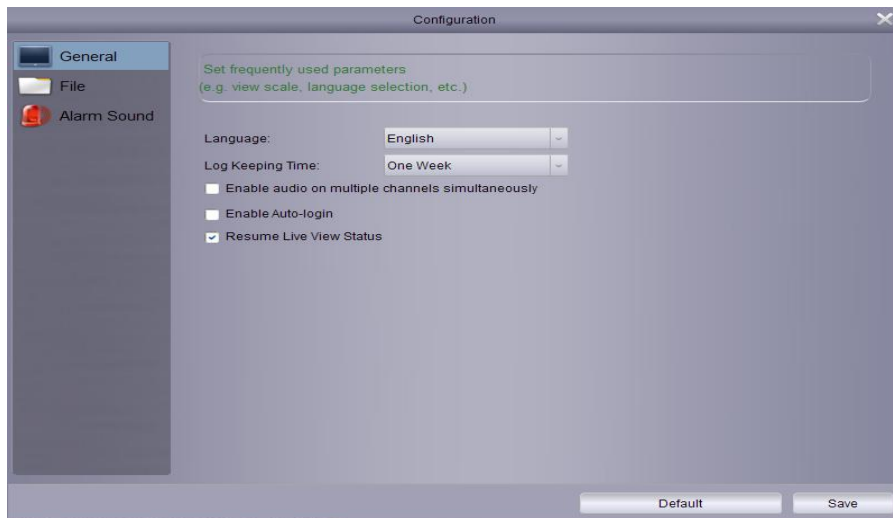 Configuration
General
File
Alarm Sound
Set frequently used parameters
(e.g. view scale, language selection, etc.)
Language: English
Log Keeping Time: One Week
Enable audio on multiple channels simultaneously
Enable Auto-login
Resume Live View Status
Default Save